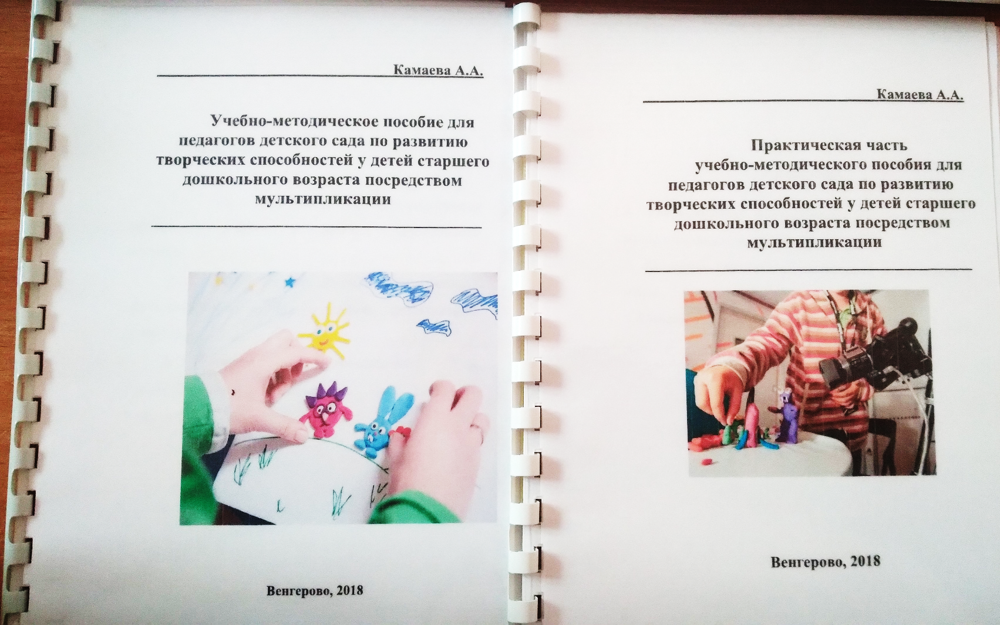 Камаева А.А.
Учебно-методическое пособие для
педагогов детского сада по развитию
творческих способностей у детей старшего
дошкольного возраста посредством
мультипликации
Венгерово, 2018
Камаева А.А.
Практическая часть
учебно-методического пособия для
педагогов детского сада по развитию
творческих способностей у детей старшего
дошкольного возраста посредством
мультипликации
Венгерово, 2018